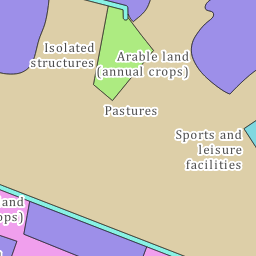 Isolated
structures
Arable land
(annual crops)
Pastures
Sports and
leisure
facilities
and
ops)